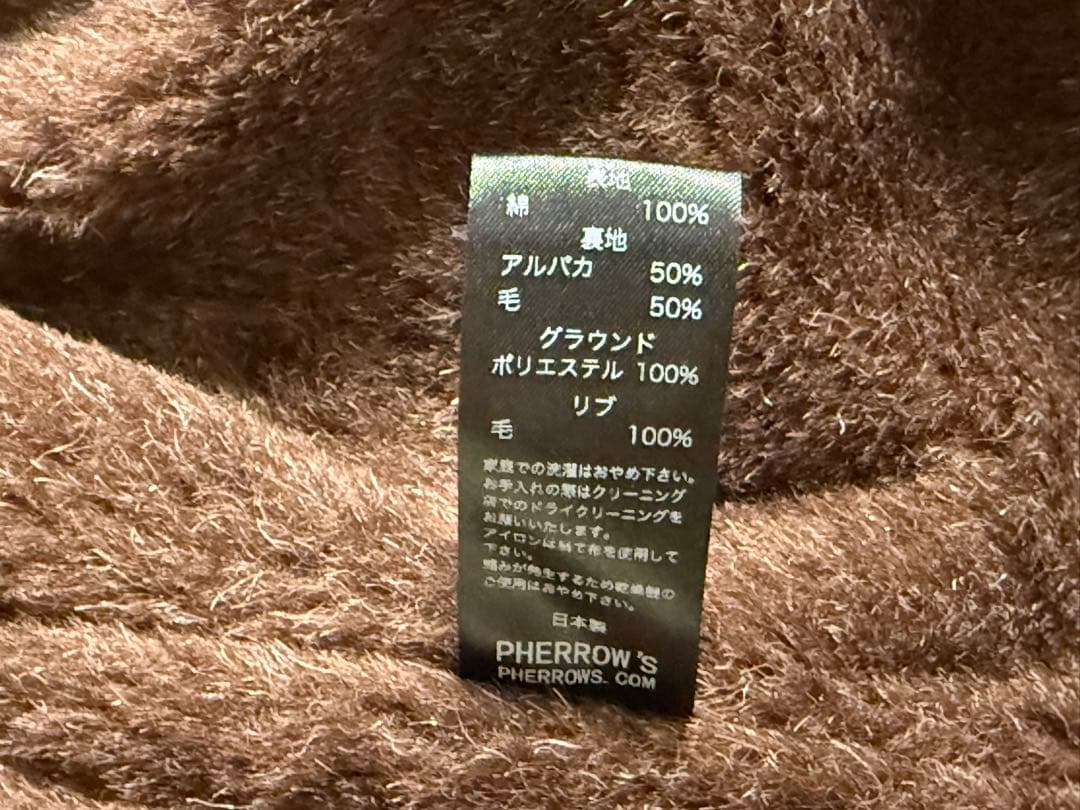 表地
綿 100%
裏地
アルパカ 50%
毛 50%
グラウンド
ポリエステル 100%
リブ
毛 100%
家庭での洗濯はおやめ下さい。
お手入れの際はクリーニング
店でのドライクリーニングを
お願いいたします。
アイロンは当て布を使用して
下さい。
縮みが発生するため乾燥機の
ご使用はおやめ下さい。
日本製
PHERROW'S
PHERROWS. COM